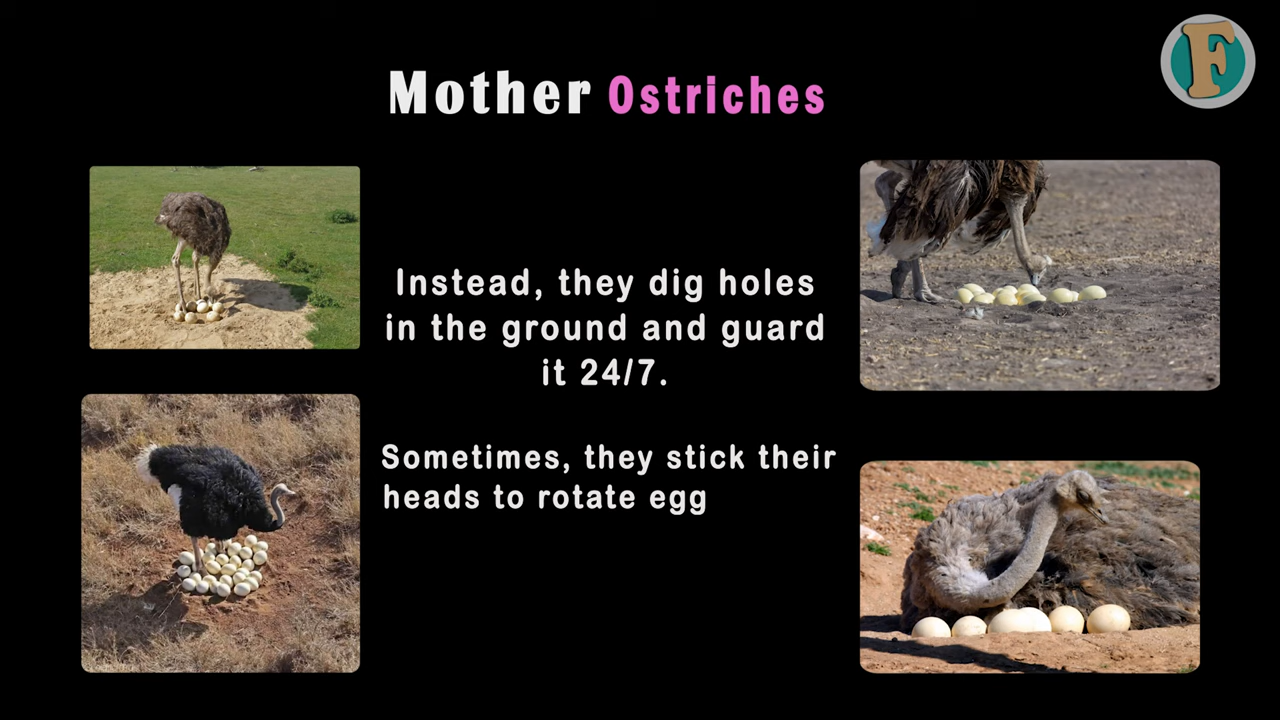 F
Mother Ostriches
Instead, they dig holes
in the ground and guard
it 24/7.
Sometimes, they stick their
heads to rotate egg